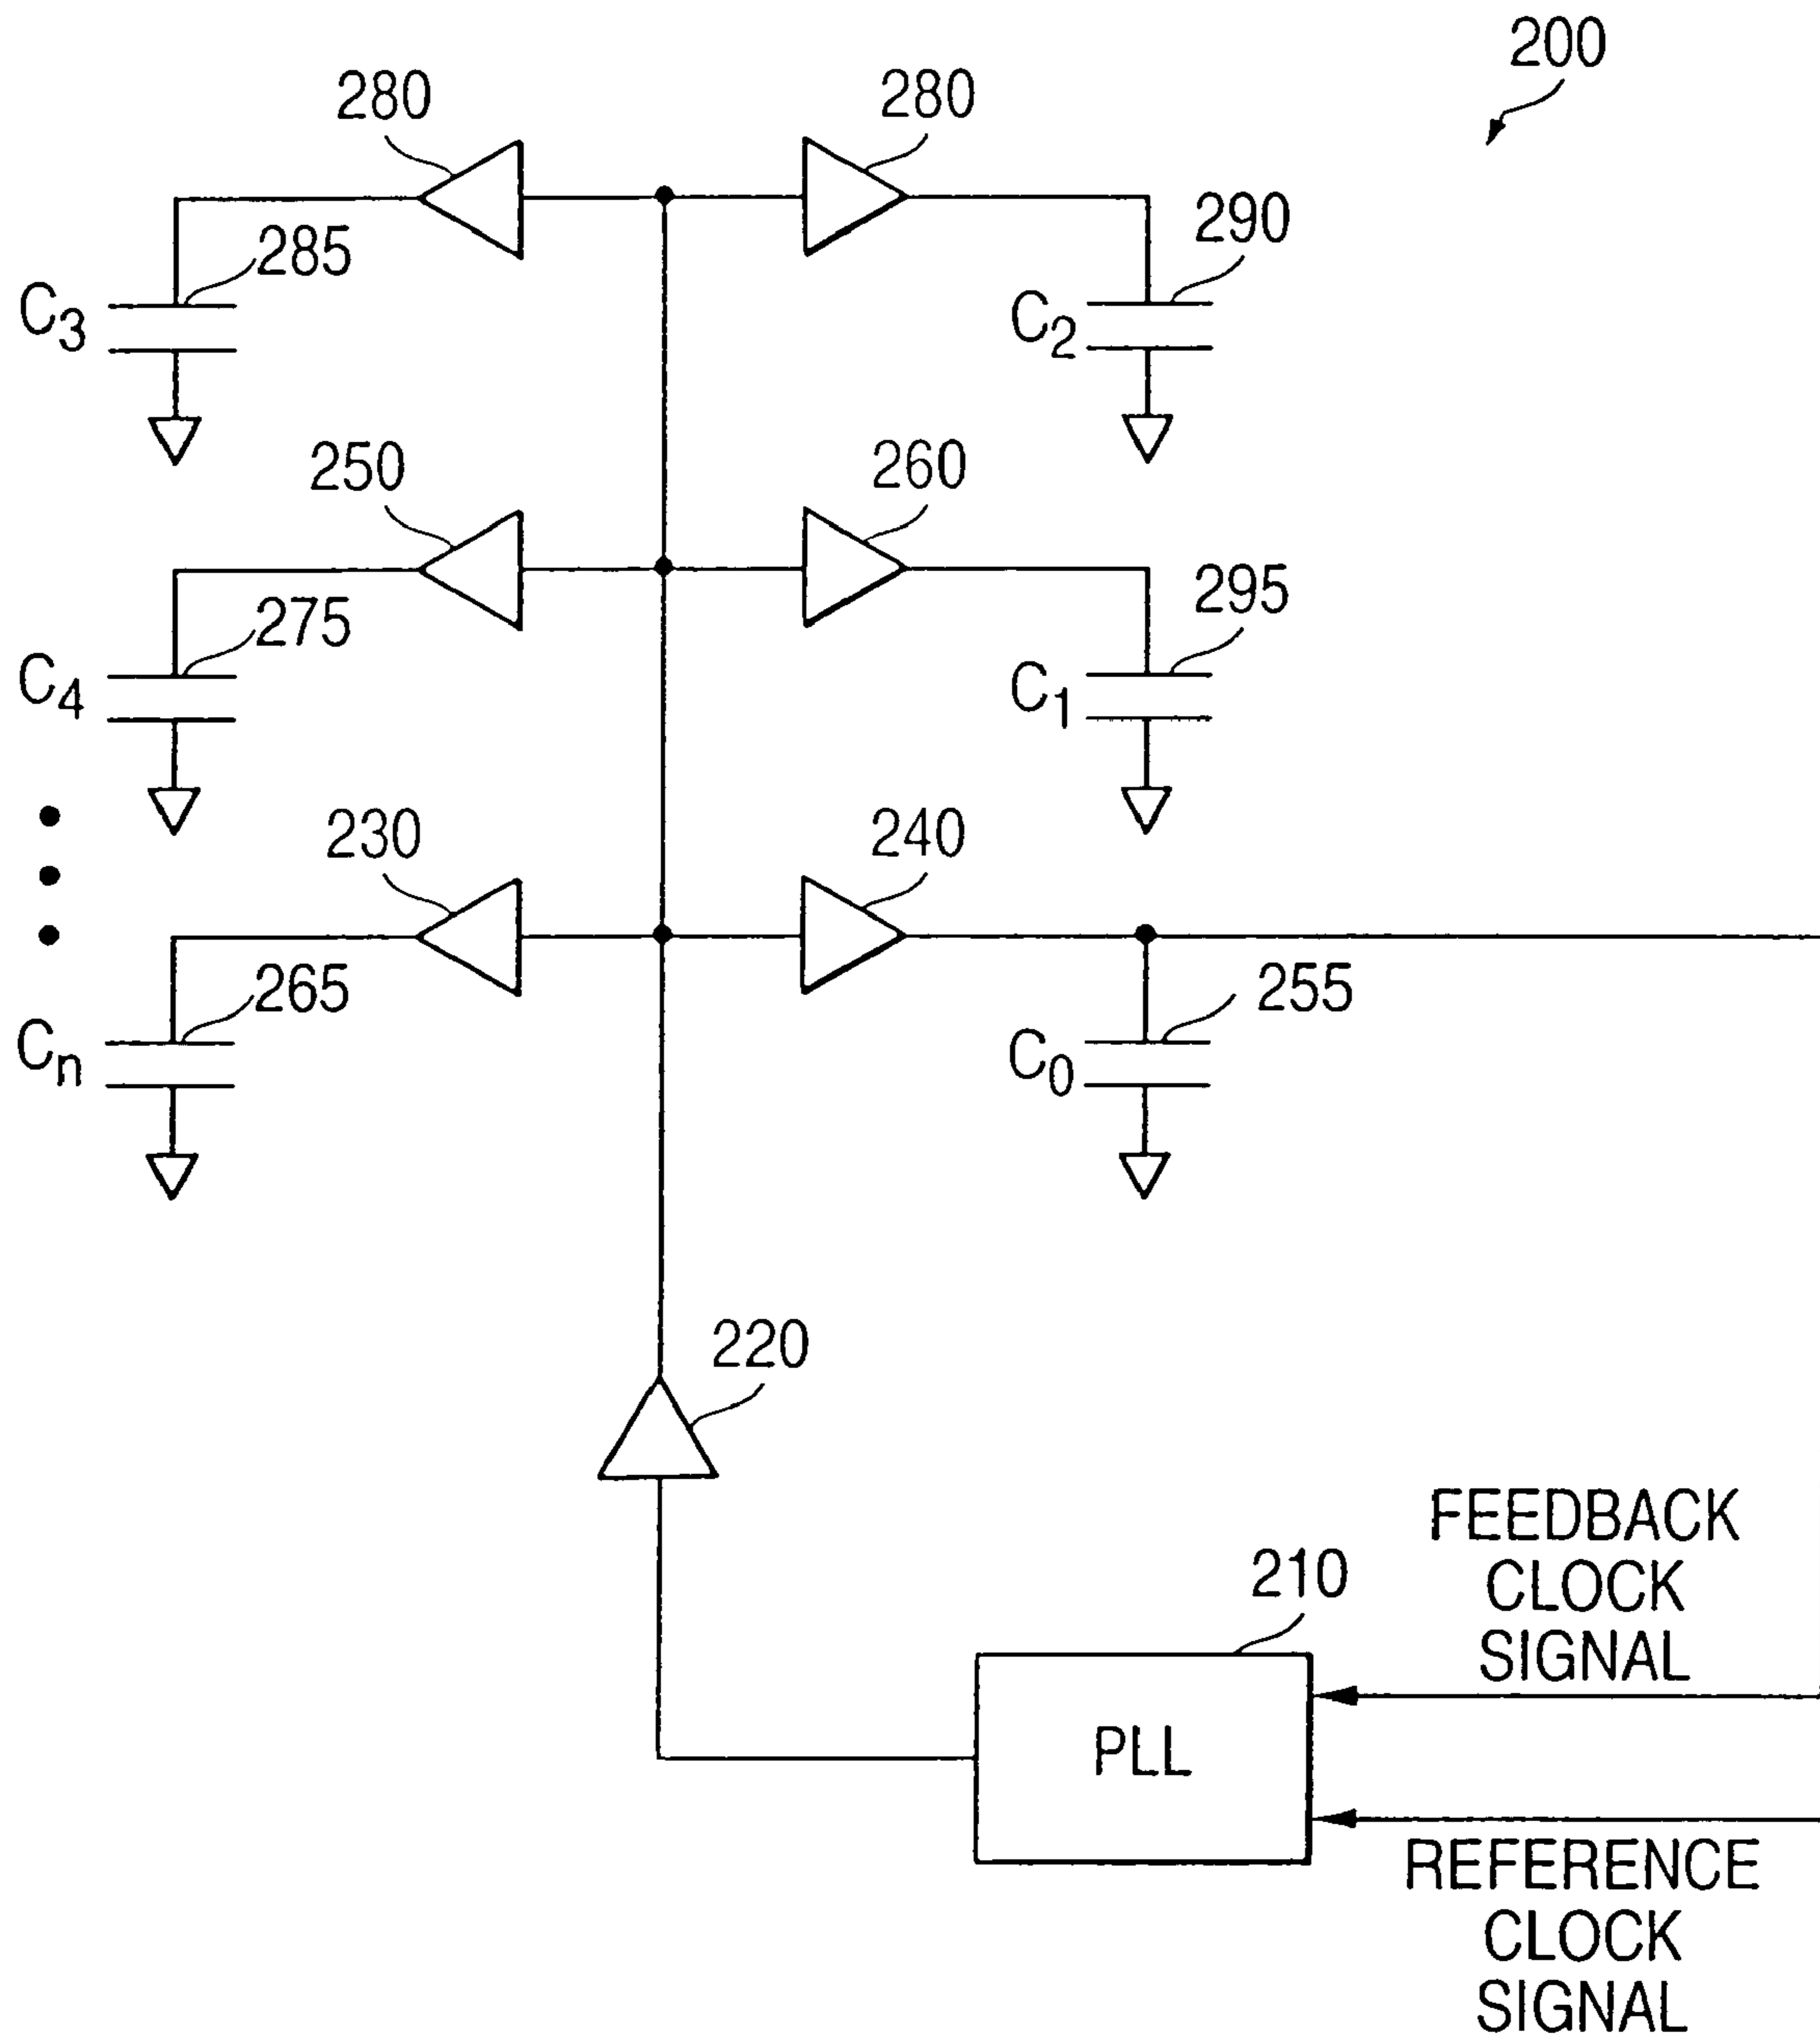 200
280
280
290
285
C3
C2
250
260
295
275
C4
C1
230
240
265
255
Cn
C0
220
FEEDBACK
CLOCK
SIGNAL
210
PLL
REFERENCE
CLOCK
SIGNAL